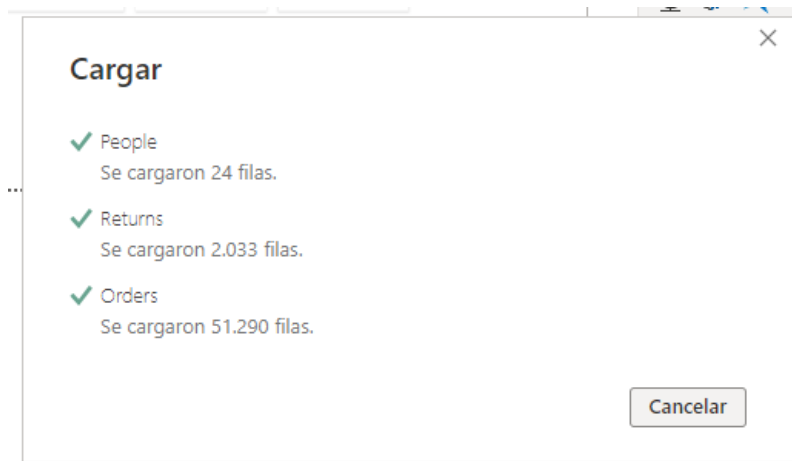 Cargar
People
Se cargaron 24 filas.
Returns
Se cargaron 2.033 filas.
Orders
Se cargaron 51.290 filas.
Cancelar